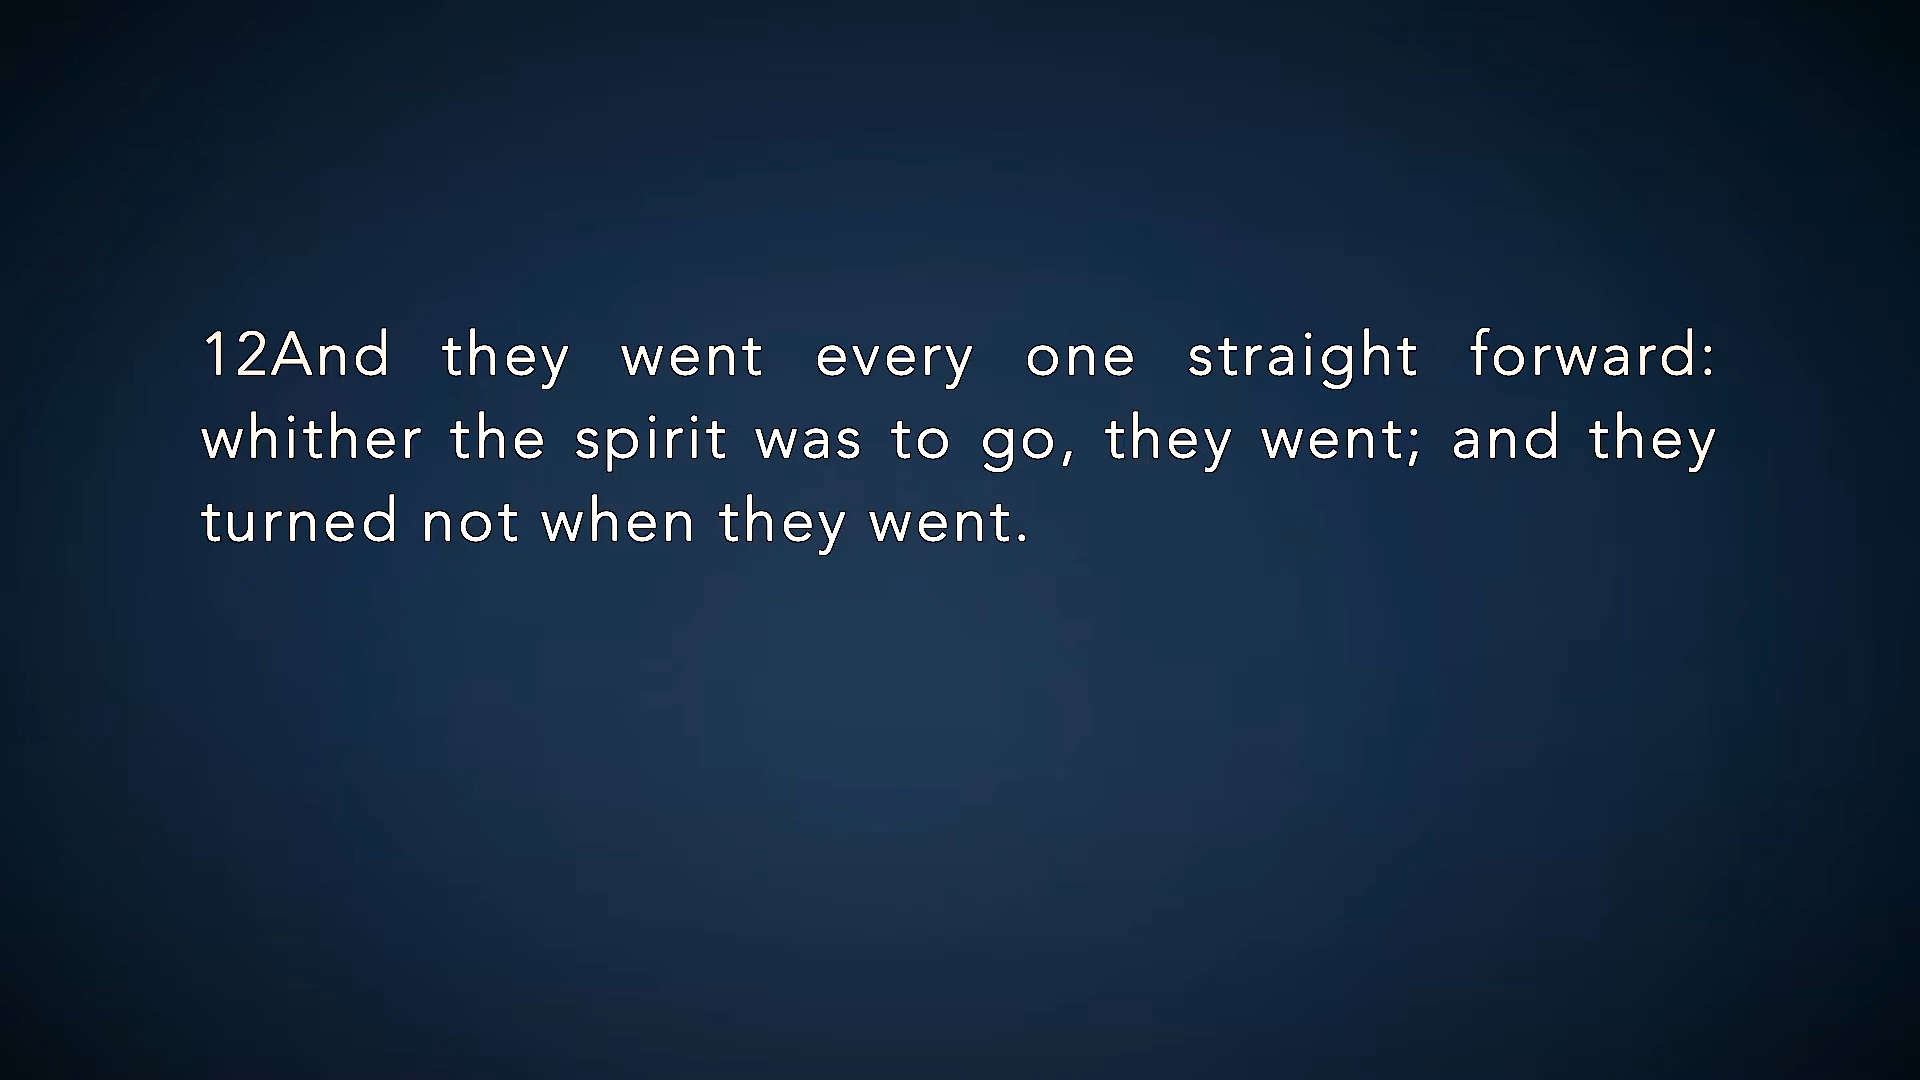 12And they went every one straight forward:
whither the spirit was to go, they went; and they
turned not when they went.